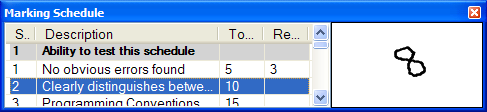 Marking Schedule
S.. Description To... Re...
1 Ability to test this schedule
1 No obvious errors found 5 3
2 Clearly distinguishes betwe... 10
3 Programming Conventions 15
8